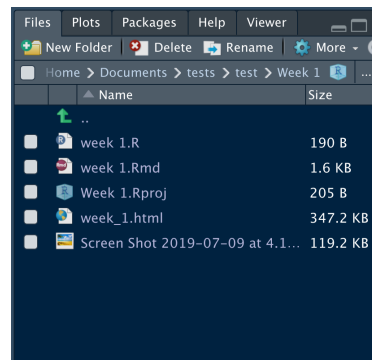 Files Plots Packages Help Viewer
New Folder Delete Rename More
Home Documents tests test Week 1 ...
Name Size
..
week 1.R 190 B
week 1.Rmd 1.6 KB
Week 1.Rproj 205 B
week_1.html 347.2 KB
Screen Shot 2019-07-09 at 4.1... 119.2 KB